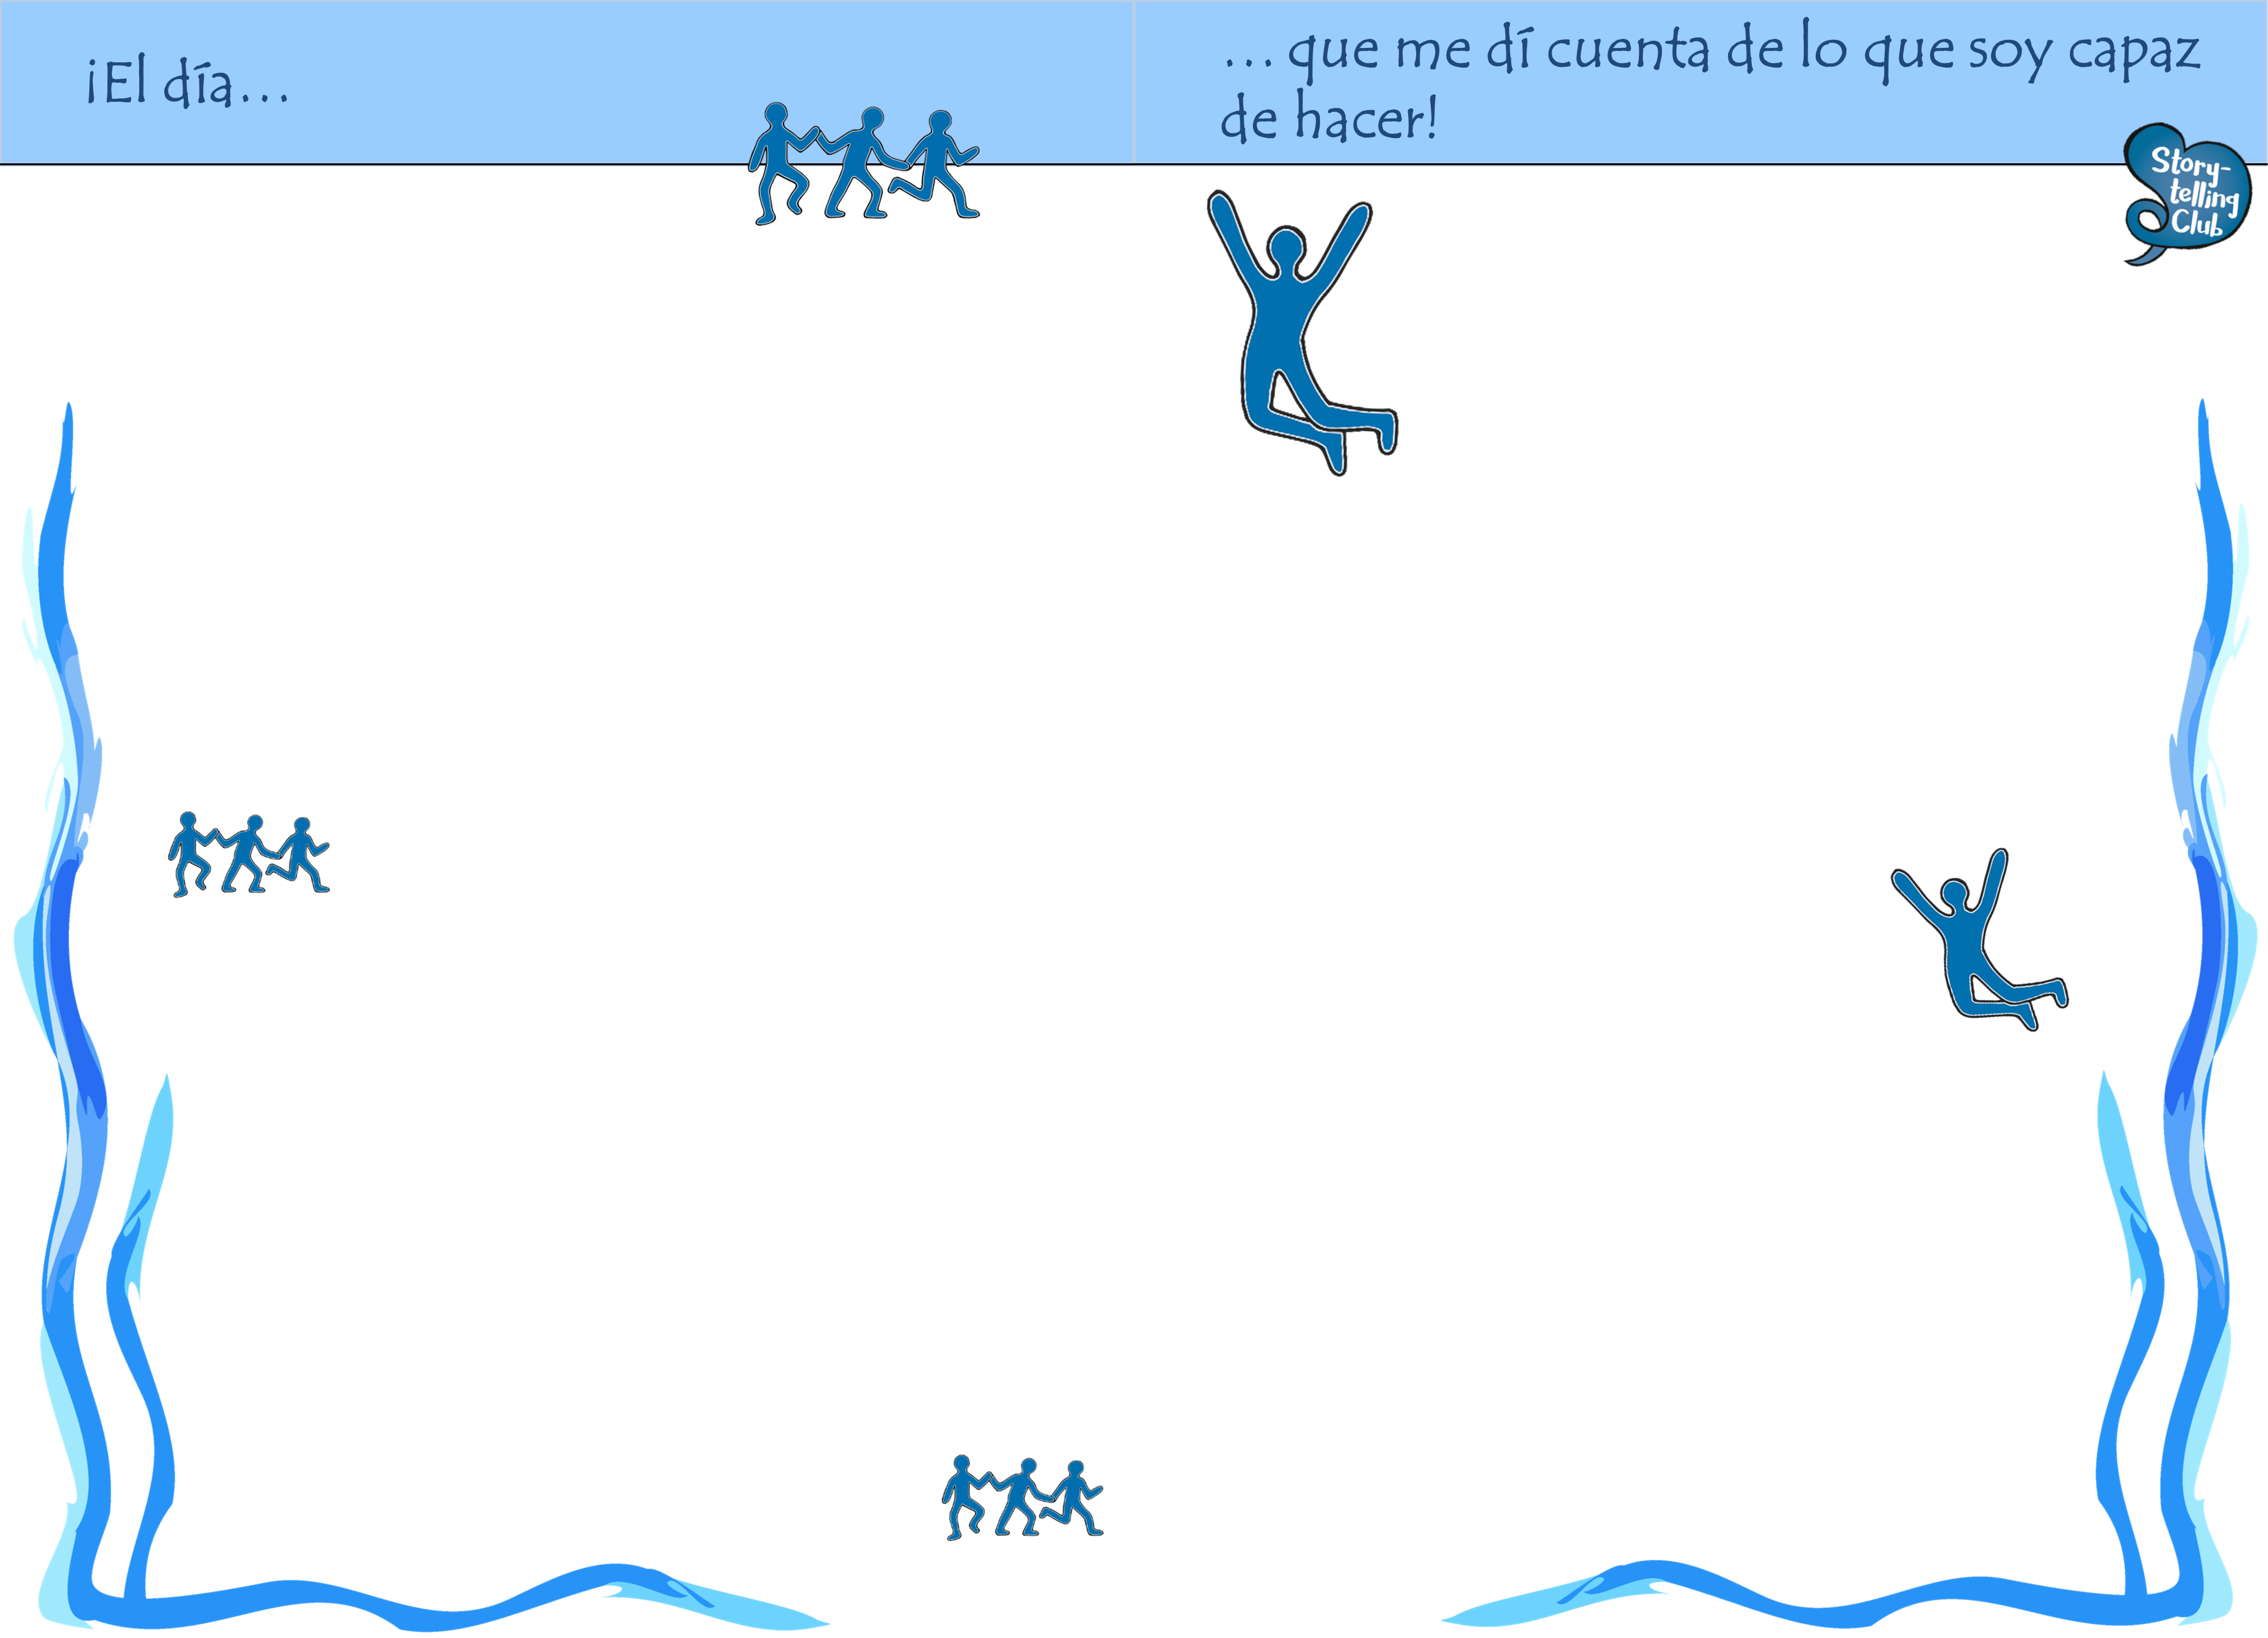 ¡El día...
... que me dí cuenta de lo que soy capaz
de hacer!
Story-
telling
Club